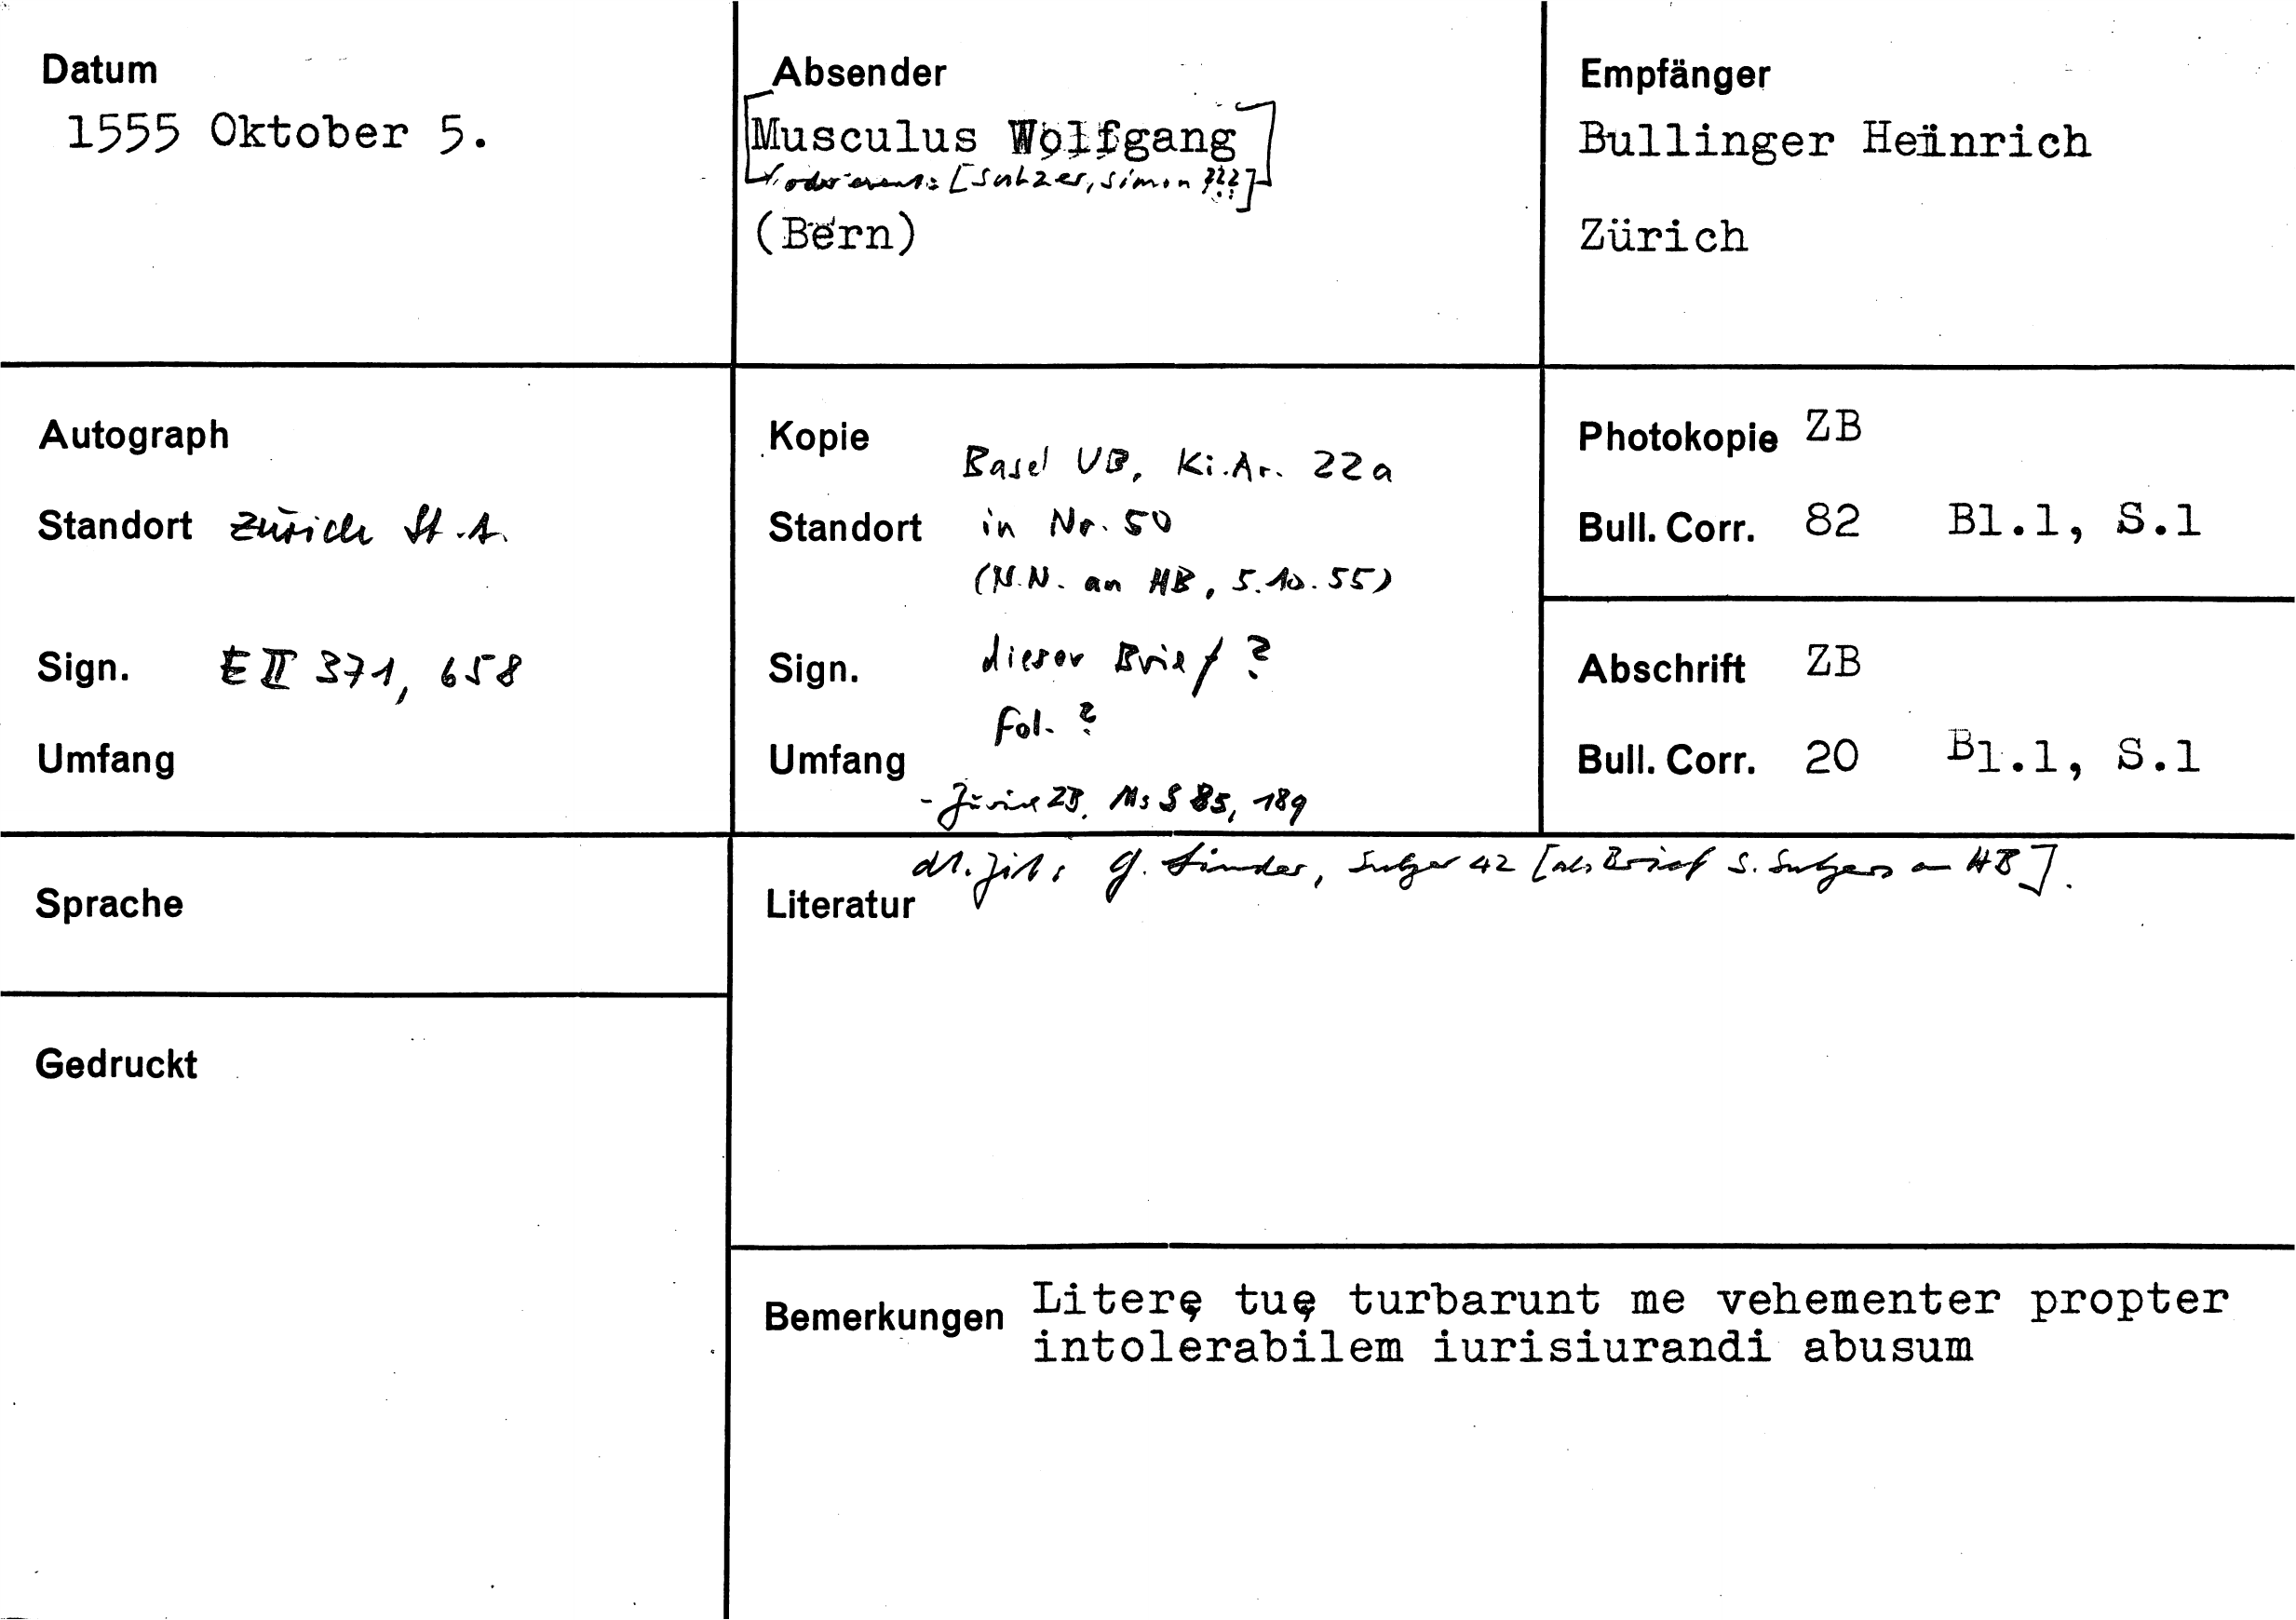 Datum
1555 Oktober 5.
Absender
[Musculus Wolfgang]
oder event: [Sulzer, Simon ???]
(Bern)
Empfänger
Bullinger Heinrich
Zürich
Autograph
Standort Zürich St.A.
Sign. E II 371, 658
Umfang
Kopie
Basel UB, Ki.Ar. 22a
Standort in Nr. 50
(N.N. an HB, 5.10.55)
Sign. dieser Brief ?
Fol. ?
Umfang
- Zürich ZB, Ms S 85, 189
Photokopie ZB
Bull. Corr. 82 Bl.1, S.1
Abschrift ZB
Bull. Corr. 20 Bl.1, S.1
Sprache
Gedruckt
Literatur
G. Linder, Sulzer 42 [als Brief S. Sulzers an HB].
Bemerkungen Literę tuę turbarunt me vehementer propter
intolerabilem iurisiurandi abusum